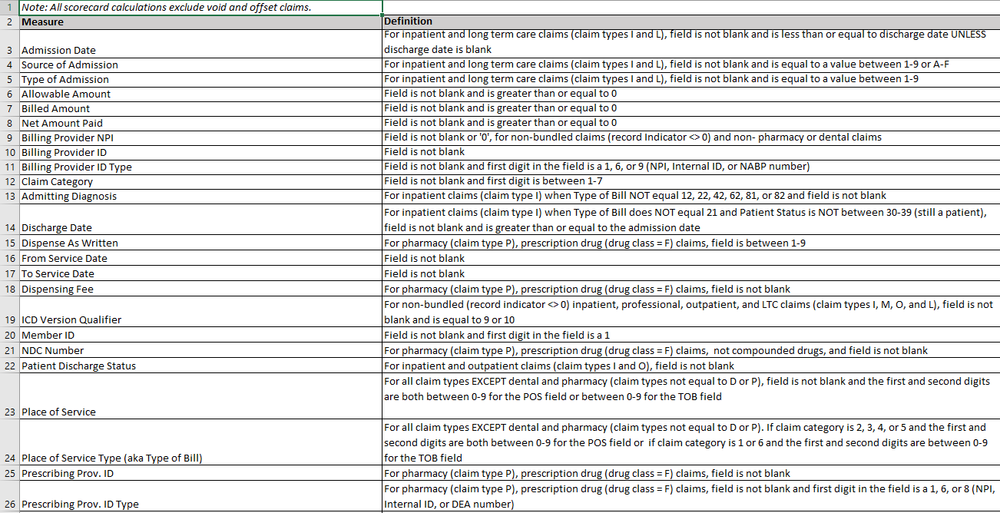 1 Note: All scorecard calculations exclude void and offset claims.
2 Measure Definition
For inpatient and long term care claims (claim types I and L), field is not blank and is less than or equal to discharge date UNLESS
3 Admission Date discharge date is blank
4 Source of Admission For inpatient and long term care claims (claim types I and L), field is not blank and is equal to a value between 1-9 or A-F
5 Type of Admission For inpatient and long term care claims (claim types I and L), field is not blank and is equal to a value between 1-9
6 Allowable Amount Field is not blank and is greater than or equal to 0
7 Billed Amount Field is not blank and is greater than or equal to 0
8 Net Amount Paid Field is not blank and is greater than or equal to 0
9 Billing Provider NPI Field is not blank or '0', for non-bundled claims (record Indicator <> 0) and non- pharmacy or dental claims
10 Billing Provider ID Field is not blank
11 Billing Provider ID Type Field is not blank and first digit in the field is a 1, 6, or 9 (NPI, Internal ID, or NABP number)
12 Claim Category Field is not blank and first digit is between 1-7
13 Admitting Diagnosis For inpatient claims (claim type I) when Type of Bill NOT equal 12, 22, 42, 62, 81, or 82 and field is not blank
For inpatient claims (claim type I) when Type of Bill does NOT equal 21 and Patient Status is NOT between 30-39 (still a patient),
14 Discharge Date field is not blank and is greater than or equal to the admission date
15 Dispense As Written For pharmacy (claim type P), prescription drug (drug class = F) claims, field is between 1-9
16 From Service Date Field is not blank
17 To Service Date Field is not blank
18 Dispensing Fee For pharmacy (claim type P), prescription drug (drug class = F) claims, field is not blank
For non-bundled (record indicator <> 0) inpatient, professional, outpatient, and LTC claims (claim types I, M, O, and L), field is not
19 ICD Version Qualifier blank and is equal to 9 or 10
20 Member ID Field is not blank and first digit in the field is a 1
21 NDC Number For pharmacy (claim type P), prescription drug (drug class = F) claims, not compounded drugs, and field is not blank
22 Patient Discharge Status For inpatient and outpatient claims (claim types I and O), field is not blank
For all claim types EXCEPT dental and pharmacy (claim types not equal to D or P), field is not blank and the first and second digits
are both between 0-9 for the POS field or between 0-9 for the TOB field
23 Place of Service
For all claim types EXCEPT dental and pharmacy (claim types not equal to D or P). If claim category is 2, 3, 4, or 5 and the first and
second digits are both between 0-9 for the POS field or if claim category is 1 or 6 and the first and second digits are between 0-9
24 Place of Service Type (aka Type of Bill) for the TOB field
25 Prescribing Prov. ID For pharmacy (claim type P), prescription drug (drug class = F) claims, field is not blank
For pharmacy (claim type P), prescription drug (drug class = F) claims, field is not blank and first digit in the field is a 1, 6, or 8 (NPI,
26 Prescribing Prov. ID Type Internal ID, or DEA number)